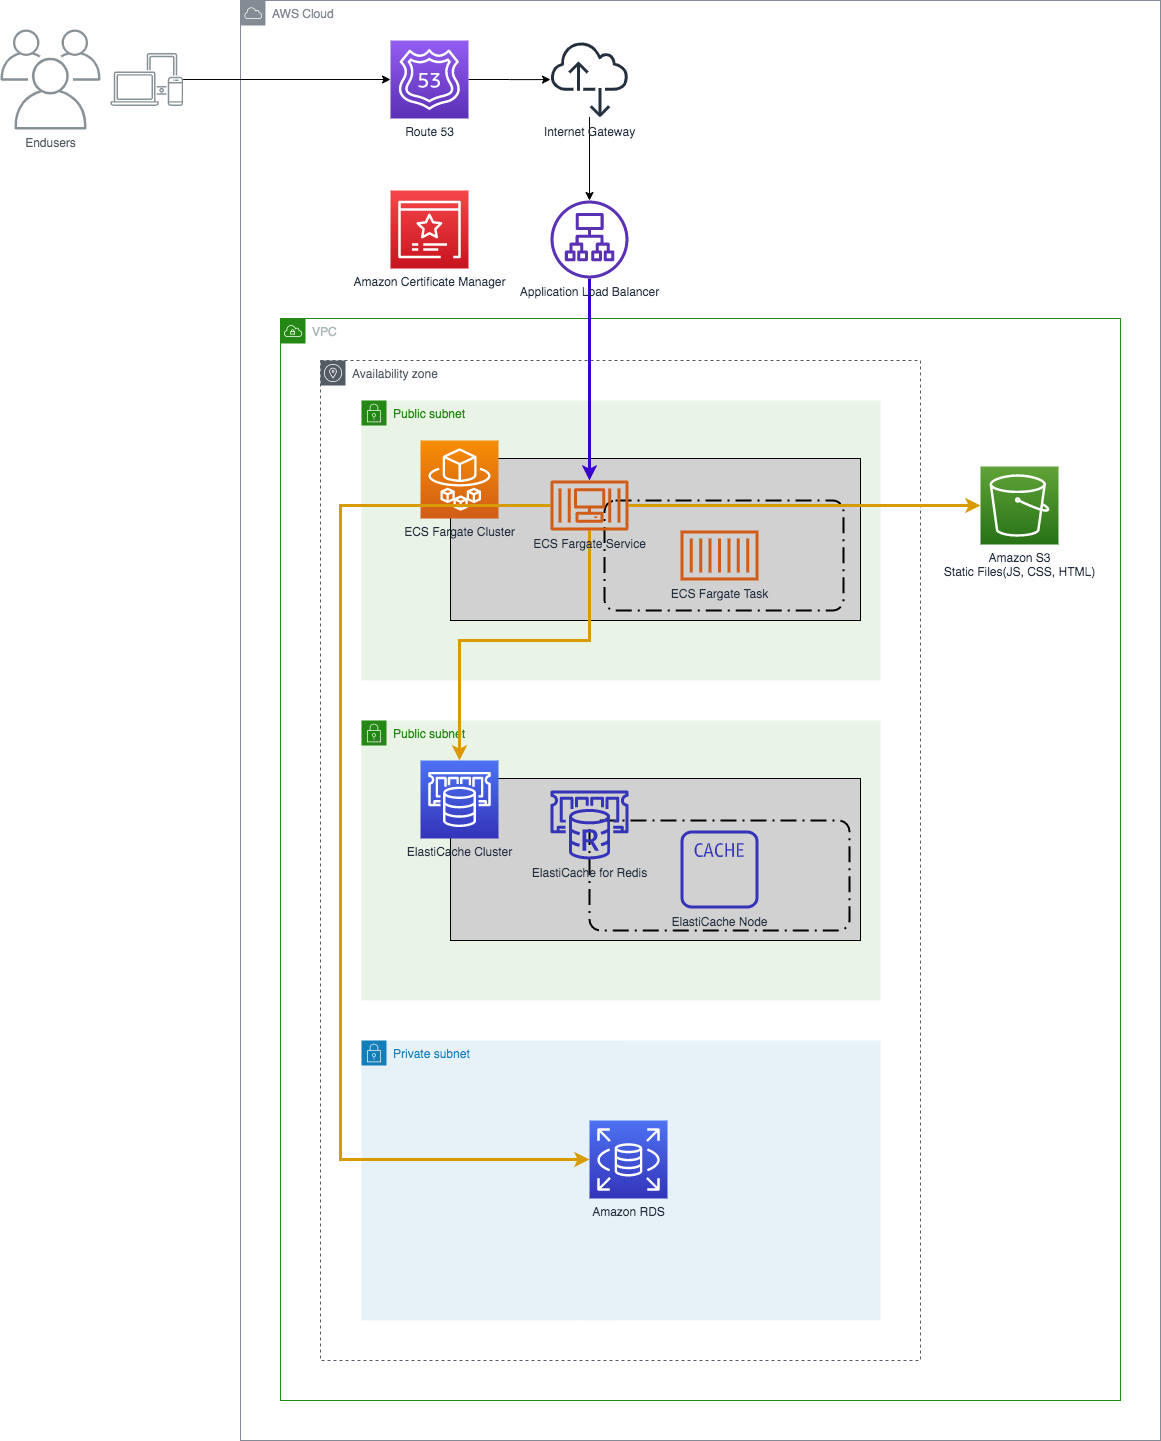 AWS Cloud
Endusers
53
Route 53
Internet Gateway
Amazon Certificate Manager
Application Load Balancer
VPC
Availability zone
Public subnet
ECS Fargate Cluster
ECS Fargate Service
ECS Fargate Task
Amazon S3
Static Files(JS, CSS, HTML)
Public subnet
ElastiCache Cluster
R
ElastiCache for Redis
CACHE
ElastiCache Node
Private subnet
Amazon RDS